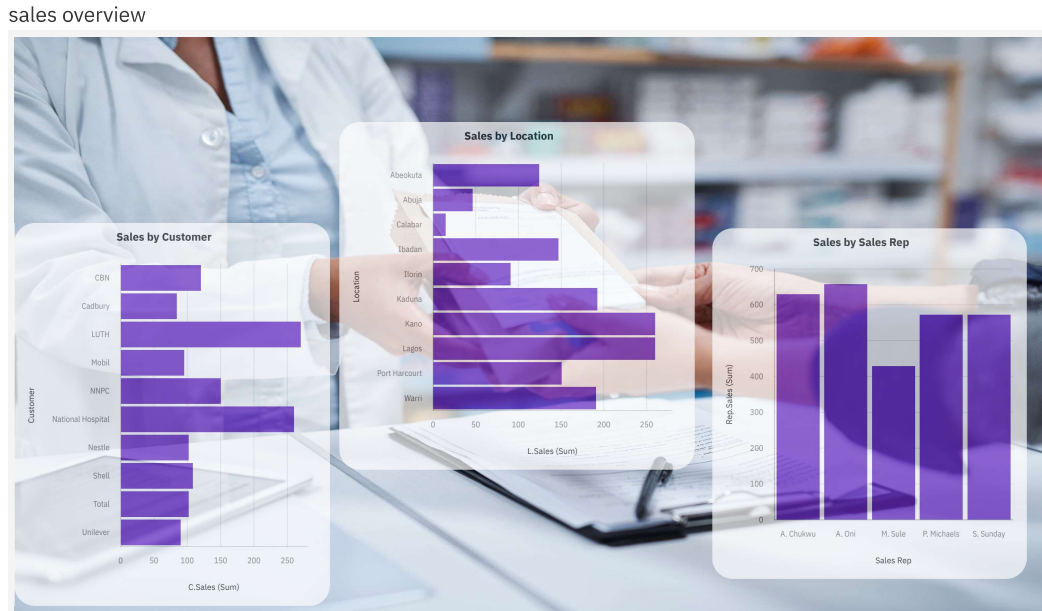 sales overview
Sales by Customer
Customer
CBN
Cadbury
LUTH
Mobil
NNPC
National Hospital
Nestle
Shell
Total
Unilever
0 50 100 150 200 250
C.Sales (Sum)
Sales by Location
Location
Abeokuta
Abuja
Calabar
Ibadan
Ilorin
Kaduna
Kano
Lagos
Port Harcourt
Warri
0 50 100 150 200 250
L.Sales (Sum)
Sales by Sales Rep
Rep.Sales (Sum)
700
600
500
400
300
200
100
0
A. Chukwu A. Oni M. Sule P. Michaels S. Sunday
Sales Rep